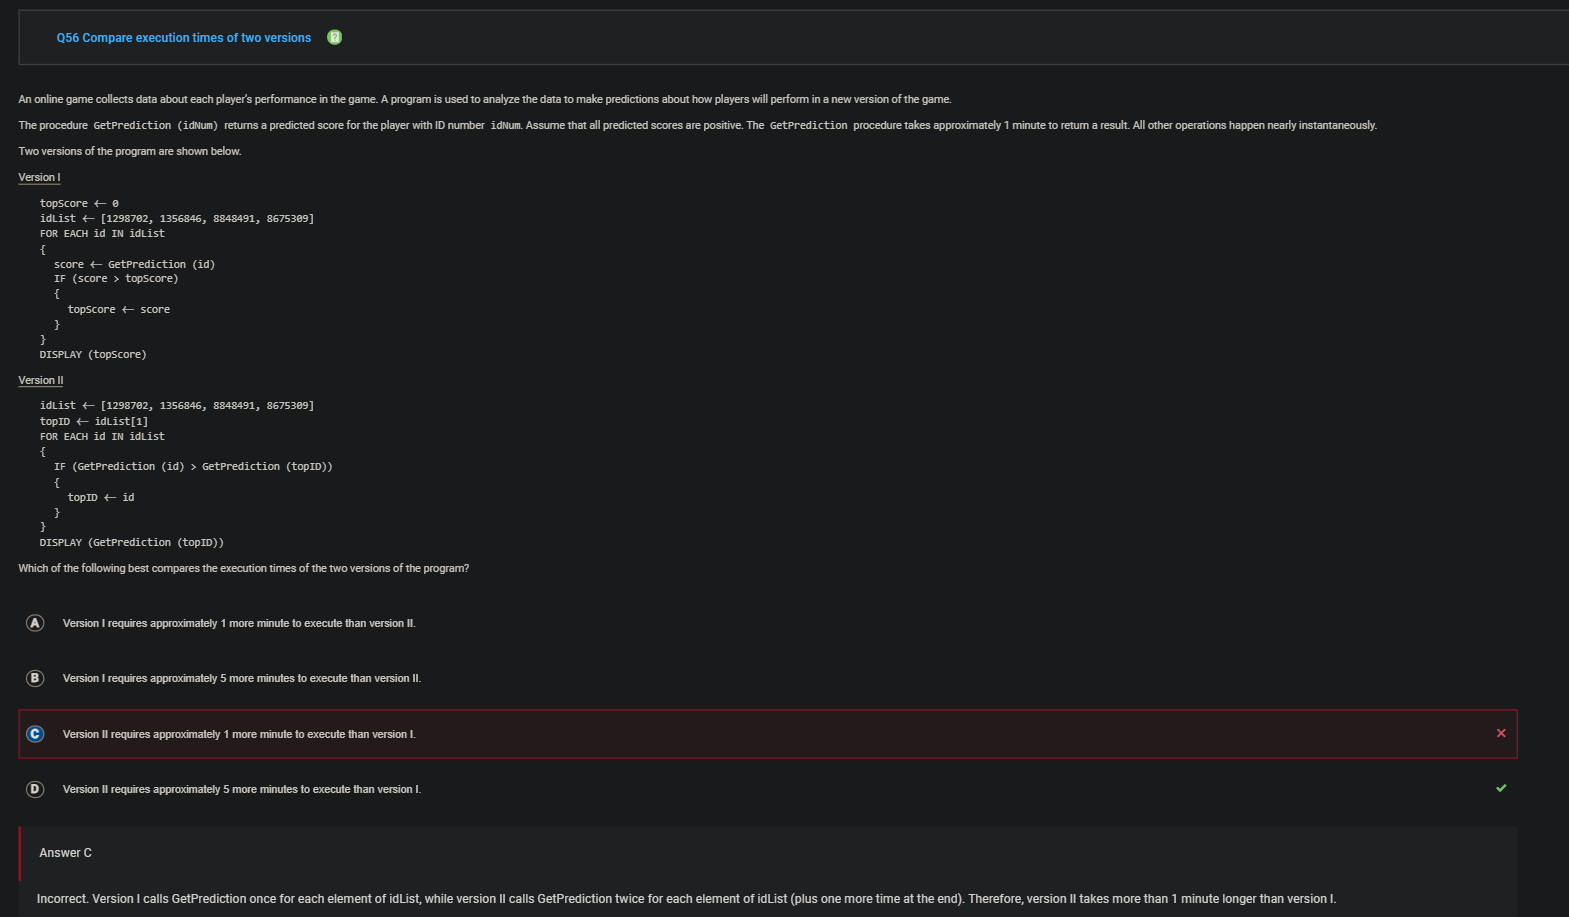 Q56 Compare execution times of two versions
An online game collects data about each player's performance in the game. A program is used to analyze the data to make predictions about how players will perform in a new version of the game.
The procedure GetPrediction (idNum) returns a predicted score for the player with ID number idNum. Assume that all predicted scores are positive. The GetPrediction procedure takes approximately 1 minute to return a result. All other operations happen nearly instantaneously.
Two versions of the program are shown below.
Version I
topScore ← 0
idList ← [1298702, 1356846, 8848491, 8675309]
FOR EACH id IN idList
{
score ← GetPrediction (id)
IF (score > topScore)
{
topScore ← score
}
}
DISPLAY (topScore)
Version II
idList ← [1298702, 1356846, 8848491, 8675309]
topID ← idList[1]
FOR EACH id IN idList
{
IF (GetPrediction (id) > GetPrediction (topID))
{
topID ← id
}
}
DISPLAY (GetPrediction (topID))
Which of the following best compares the execution times of the two versions of the program?
A Version I requires approximately 1 more minute to execute than version II.
B Version I requires approximately 5 more minutes to execute than version II.
C Version II requires approximately 1 more minute to execute than version I.
D Version II requires approximately 5 more minutes to execute than version I.
Answer C
Incorrect. Version I calls GetPrediction once for each element of idList, while version II calls GetPrediction twice for each element of idList (plus one more time at the end). Therefore, version II takes more than 1 minute longer than version I.